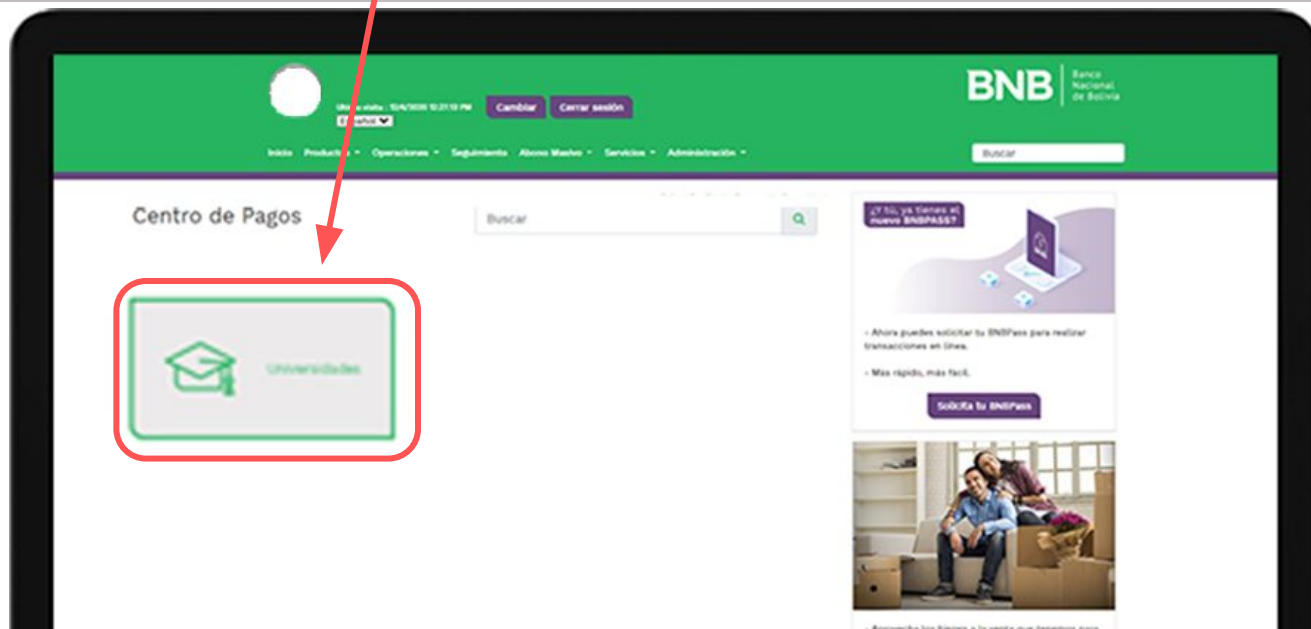 BNB
Banco
Nacional
de Bolivia
Cambiar
Cerrar sesión
Inicio Operaciones Seguimiento Abono Masivo Servicios Administración
Buscar
Centro de Pagos
Buscar
¿Y tú, ya tienes el
nuevo BNBPASS?
Universidades
- Ahora puedes solicitar tu BNBPass para realizar
transacciones en línea.
- Más rápido, más fácil.
Solicita tu BNBPass